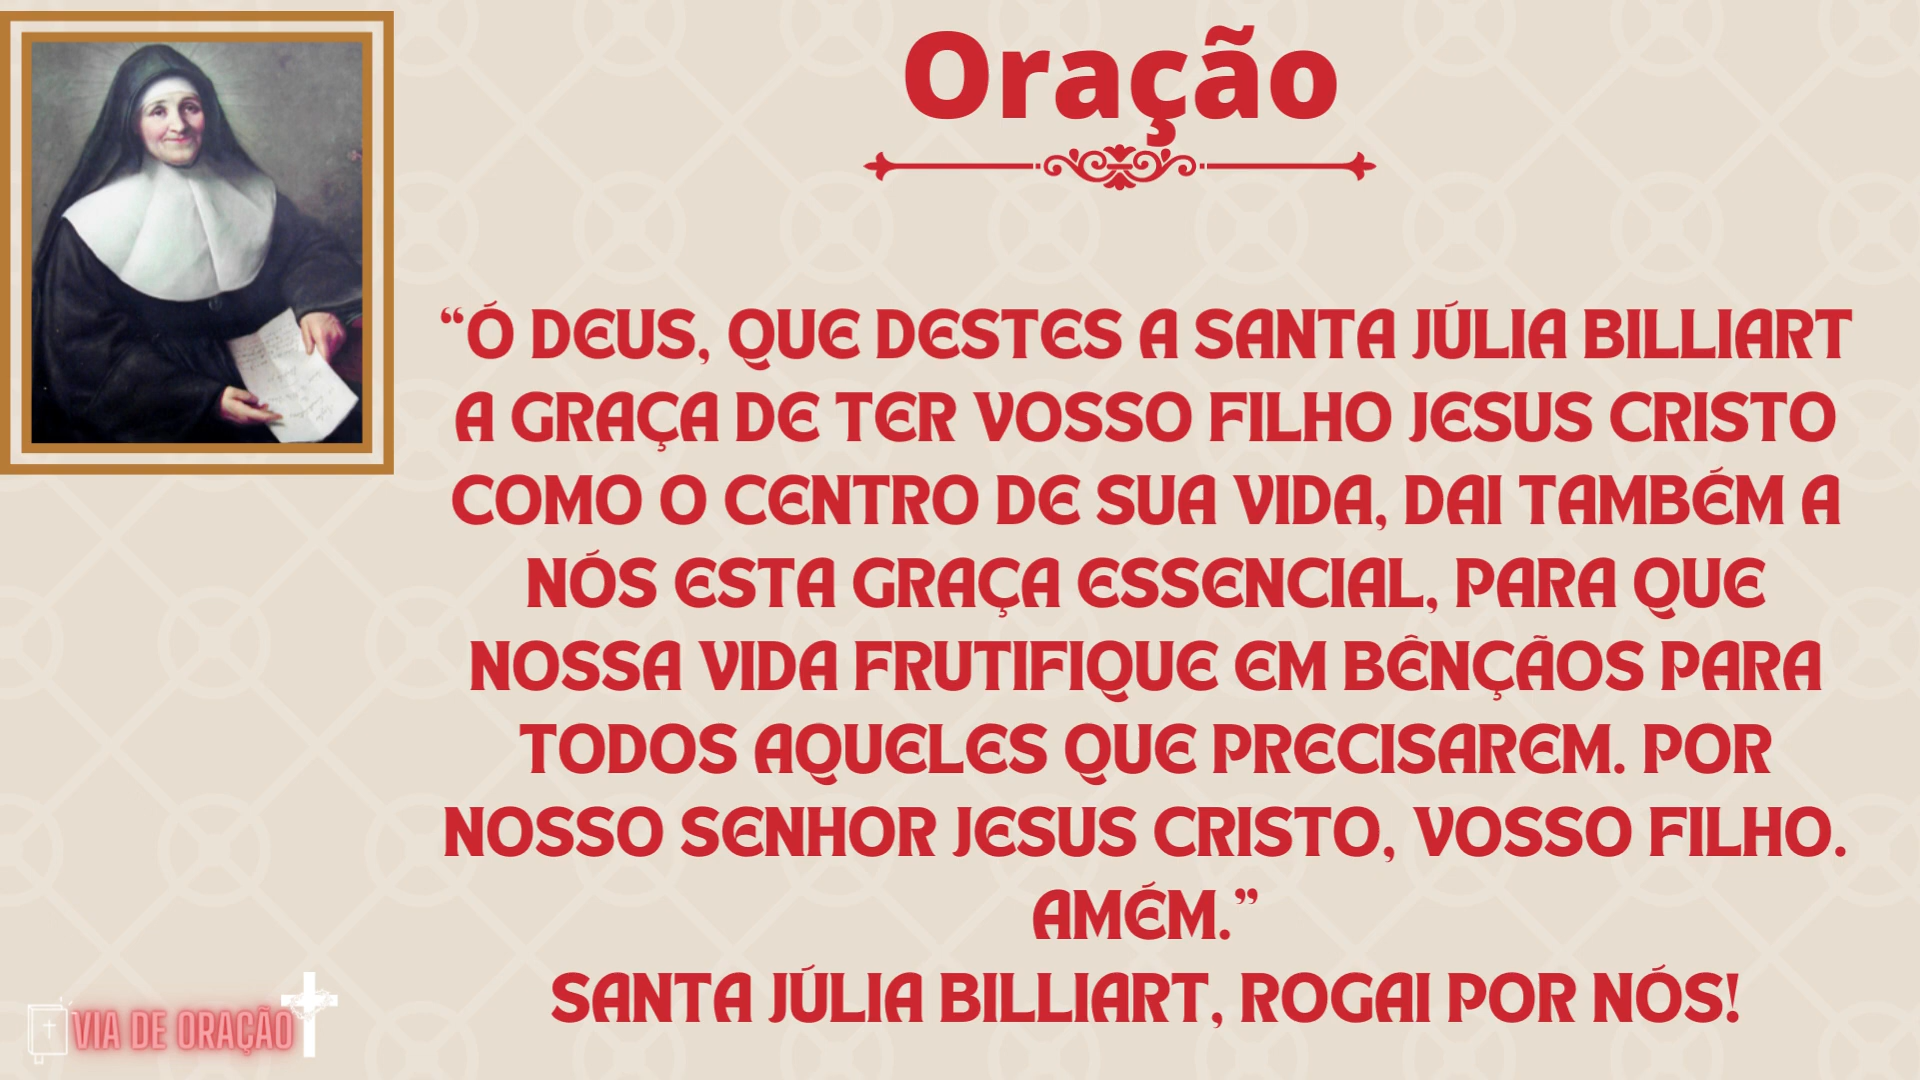 Oração
“Ó DEUS, QUE DESTES A SANTA JÚLIA BILLIART
A GRAÇA DE TER VOSSO FILHO JESUS CRISTO
COMO O CENTRO DE SUA VIDA, DAI TAMBÉM A
NÓS ESTA GRAÇA ESSENCIAL, PARA QUE
NOSSA VIDA FRUTIFIQUE EM BÊNÇÃOS PARA
TODOS AQUELES QUE PRECISAREM. POR
NOSSO SENHOR JESUS CRISTO, VOSSO FILHO.
AMÉM.”
SANTA JÚLIA BILLIART, ROGAI POR NÓS!
VIA DE ORAÇÃO